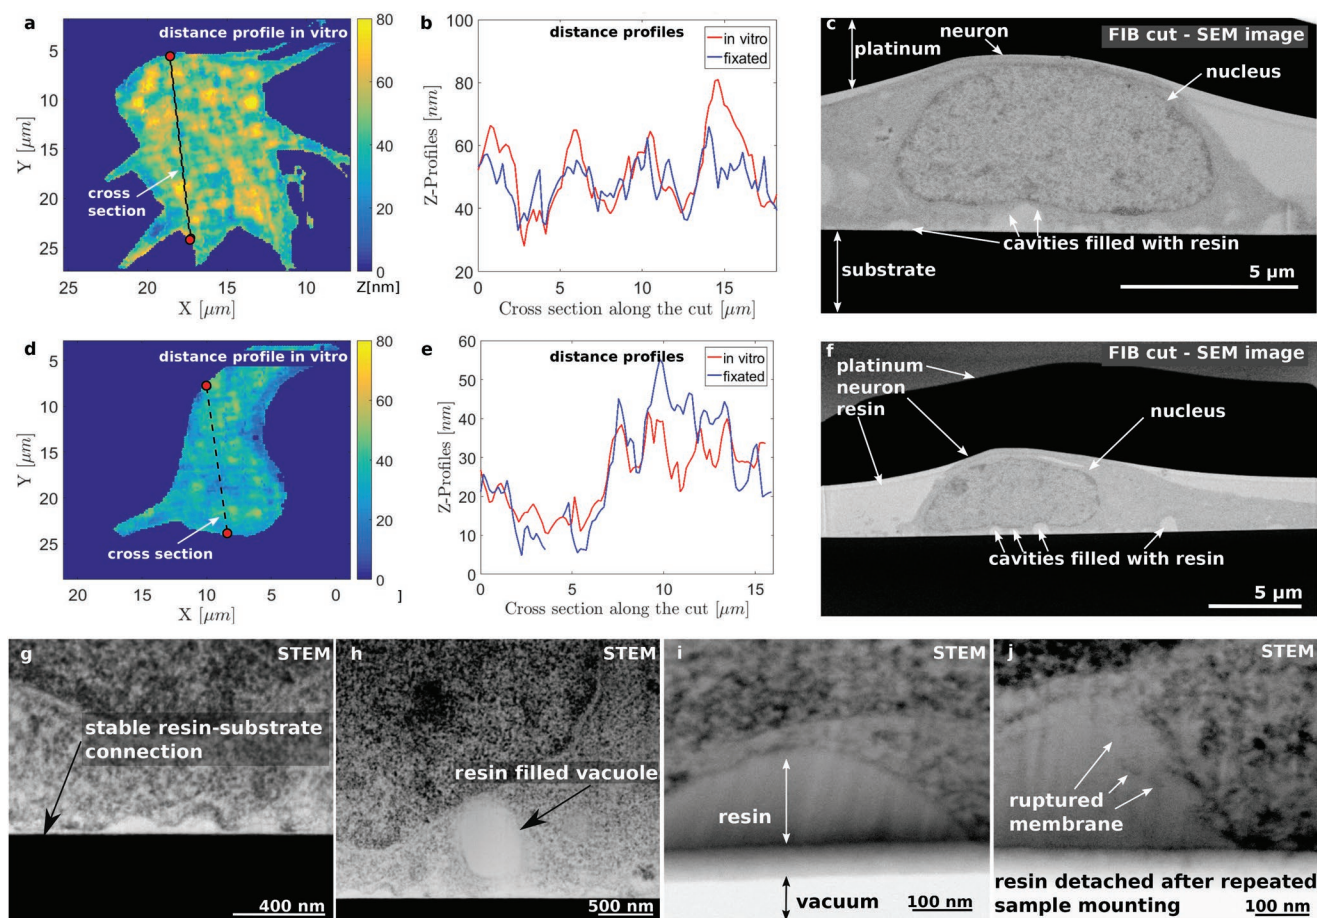 a
distance profile in vitro
cross
section
5
10
15
20
25
Y [μm]
25
20
15
10
X [μm]
80
70
60
50
40
30
20
10
0
Z[nm]
b
distance profiles
in vitro
fixated
100
80
60
40
20
Z-Profiles [nm]
0
5
10
15
Cross section along the cut [μm]
c
FIB cut - SEM image
neuron
platinum
nucleus
cavities filled with resin
substrate
5 μm
d
distance profile in vitro
cross section
5
10
15
20
25
Y [μm]
20
15
10
5
0
X [μm]
80
60
40
20
0
]
e
distance profiles
in vitro
fixated
60
50
40
30
20
10
0
Z-Profiles [nm]
0
5
10
15
Cross section along the cut [μm]
f
FIB cut - SEM image
platinum
neuron
resin
nucleus
cavities filled with resin
5 μm
g
STEM
stable resin-substrate
connection
400 nm
h
STEM
resin filled vacuole
500 nm
i
STEM
resin
vacuum
100 nm
j
STEM
ruptured
membrane
resin detached after repeated
sample mounting
100 nm